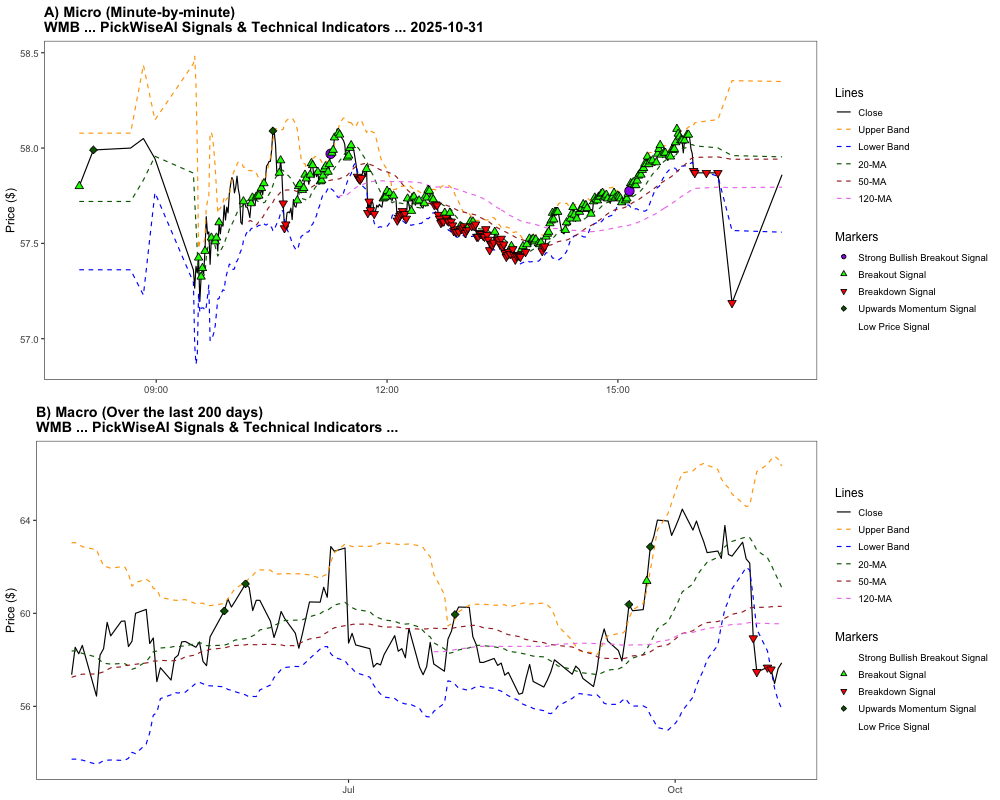 A) Micro (Minute-by-minute)
WMB ... PickWiseAI Signals & Technical Indicators ... 2025-10-31
58.5
58.0
57.5
57.0
Price ($)
09:00
12:00
15:00
Lines
Close
Upper Band
Lower Band
20-MA
50-MA
120-MA
Markers
Strong Bullish Breakout Signal
Breakout Signal
Breakdown Signal
Upwards Momentum Signal
Low Price Signal
B) Macro (Over the last 200 days)
WMB ... PickWiseAI Signals & Technical Indicators ...
64
60
56
Price ($)
Jul
Oct
Lines
Close
Upper Band
Lower Band
20-MA
50-MA
120-MA
Markers
Strong Bullish Breakout Signal
Breakout Signal
Breakdown Signal
Upwards Momentum Signal
Low Price Signal